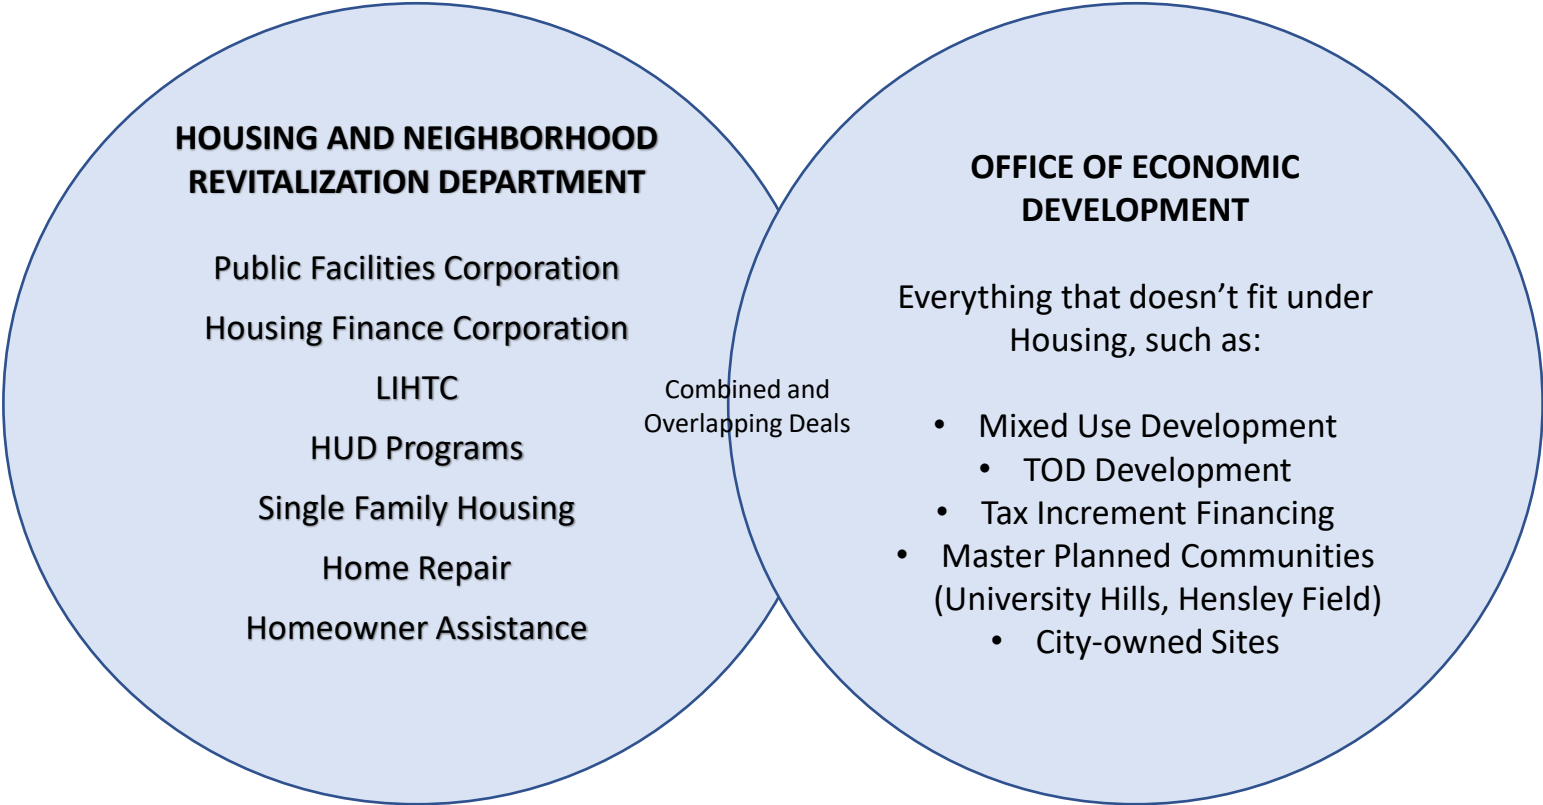 HOUSING AND NEIGHBORHOOD
REVITALIZATION DEPARTMENT
Public Facilities Corporation
Housing Finance Corporation
LIHTC
HUD Programs
Single Family Housing
Home Repair
Homeowner Assistance
Combined and
Overlapping Deals
OFFICE OF ECONOMIC
DEVELOPMENT
Everything that doesn’t fit under
Housing, such as:
• Mixed Use Development
• TOD Development
• Tax Increment Financing
• Master Planned Communities
(University Hills, Hensley Field)
• City-owned Sites